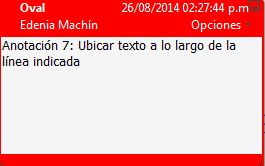 Oval 26/08/2014 02:27:44 p.m
Edenia Machín Opciones
Anotación 7: Ubicar texto a lo largo de la
línea indicada